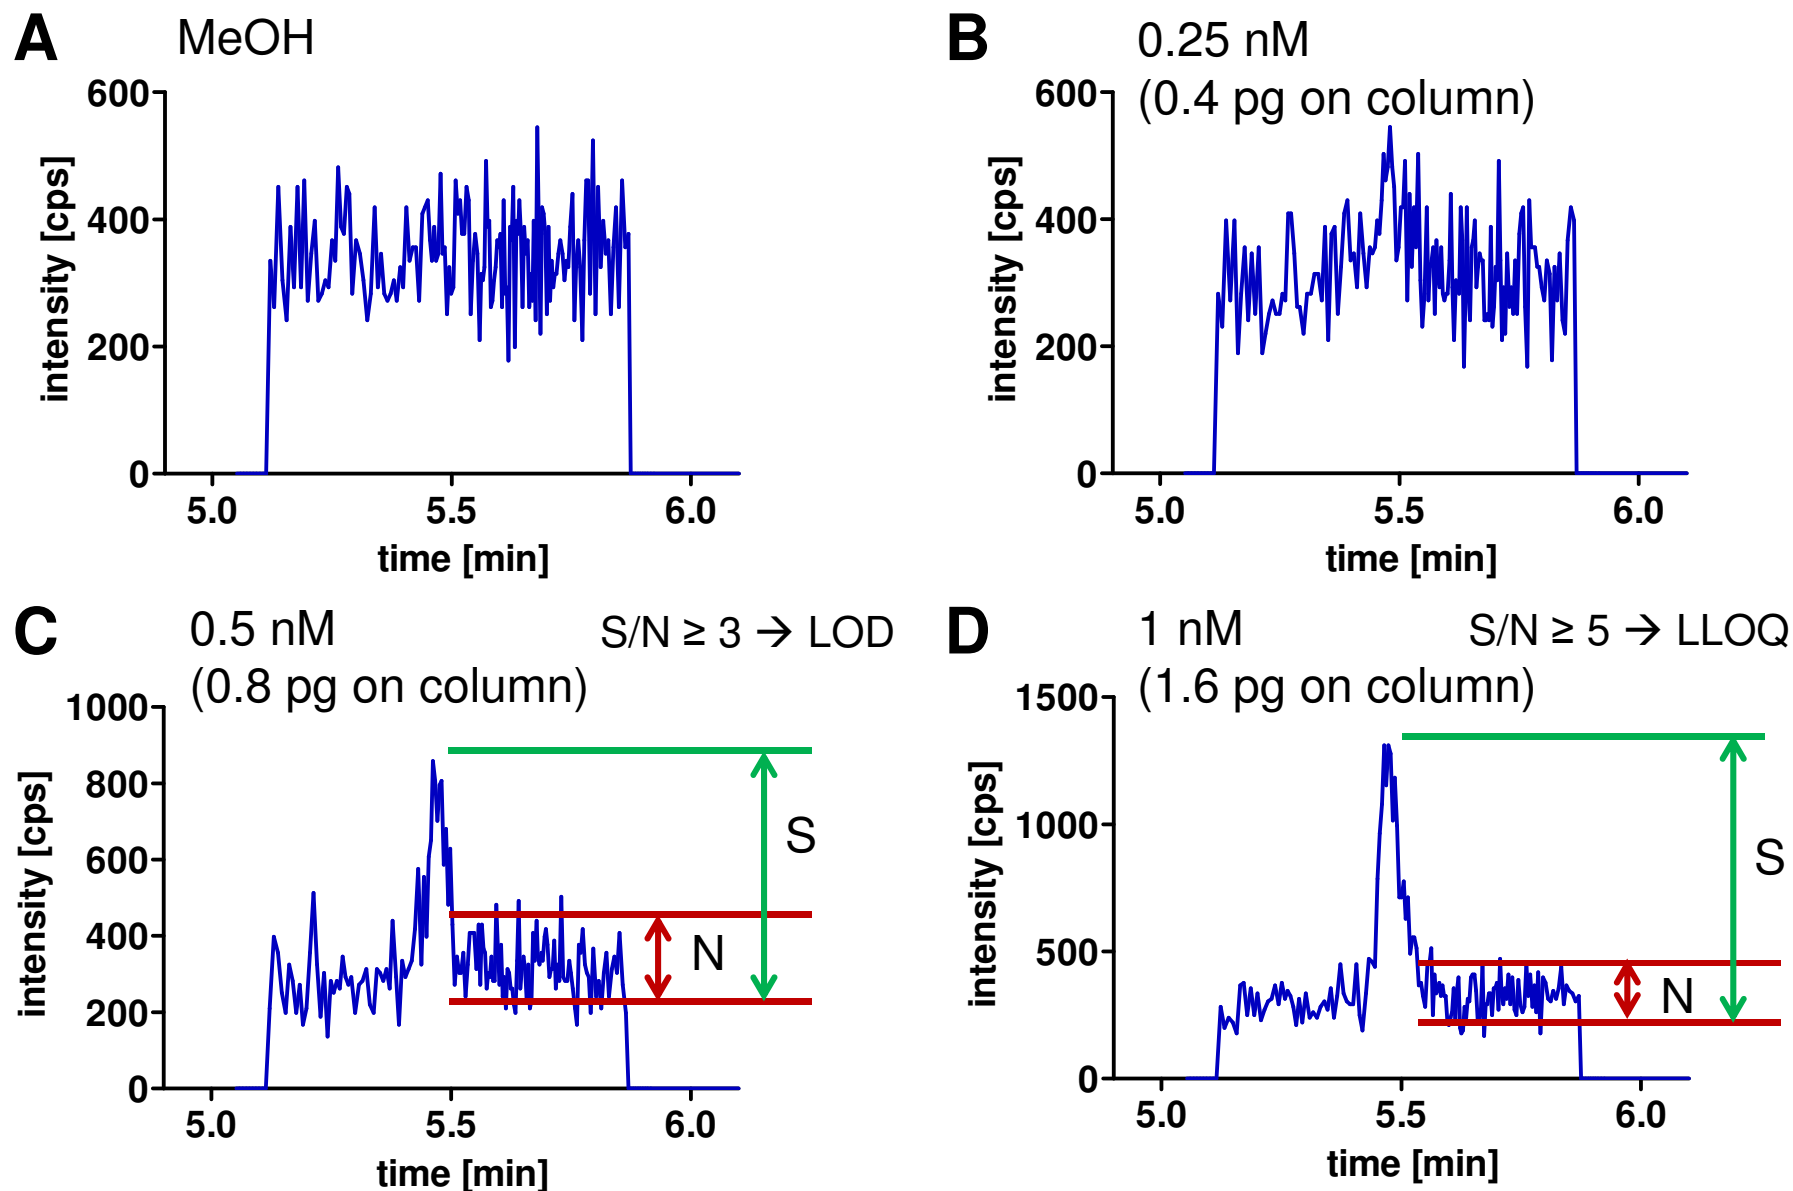 A
MeOH
600
400
200
0
intensity [cps]
5.0
5.5
6.0
time [min]
B
0.25 nM
(0.4 pg on column)
600
400
200
0
intensity [cps]
5.0
5.5
6.0
time [min]
C
0.5 nM
S/N ≥ 3 → LOD
(0.8 pg on column)
1000
800
600
400
200
0
intensity [cps]
S
N
5.0
5.5
6.0
time [min]
D
1 nM
S/N ≥ 5 → LLOQ
(1.6 pg on column)
1500
1000
500
0
intensity [cps]
S
N
5.0
5.5
6.0
time [min]